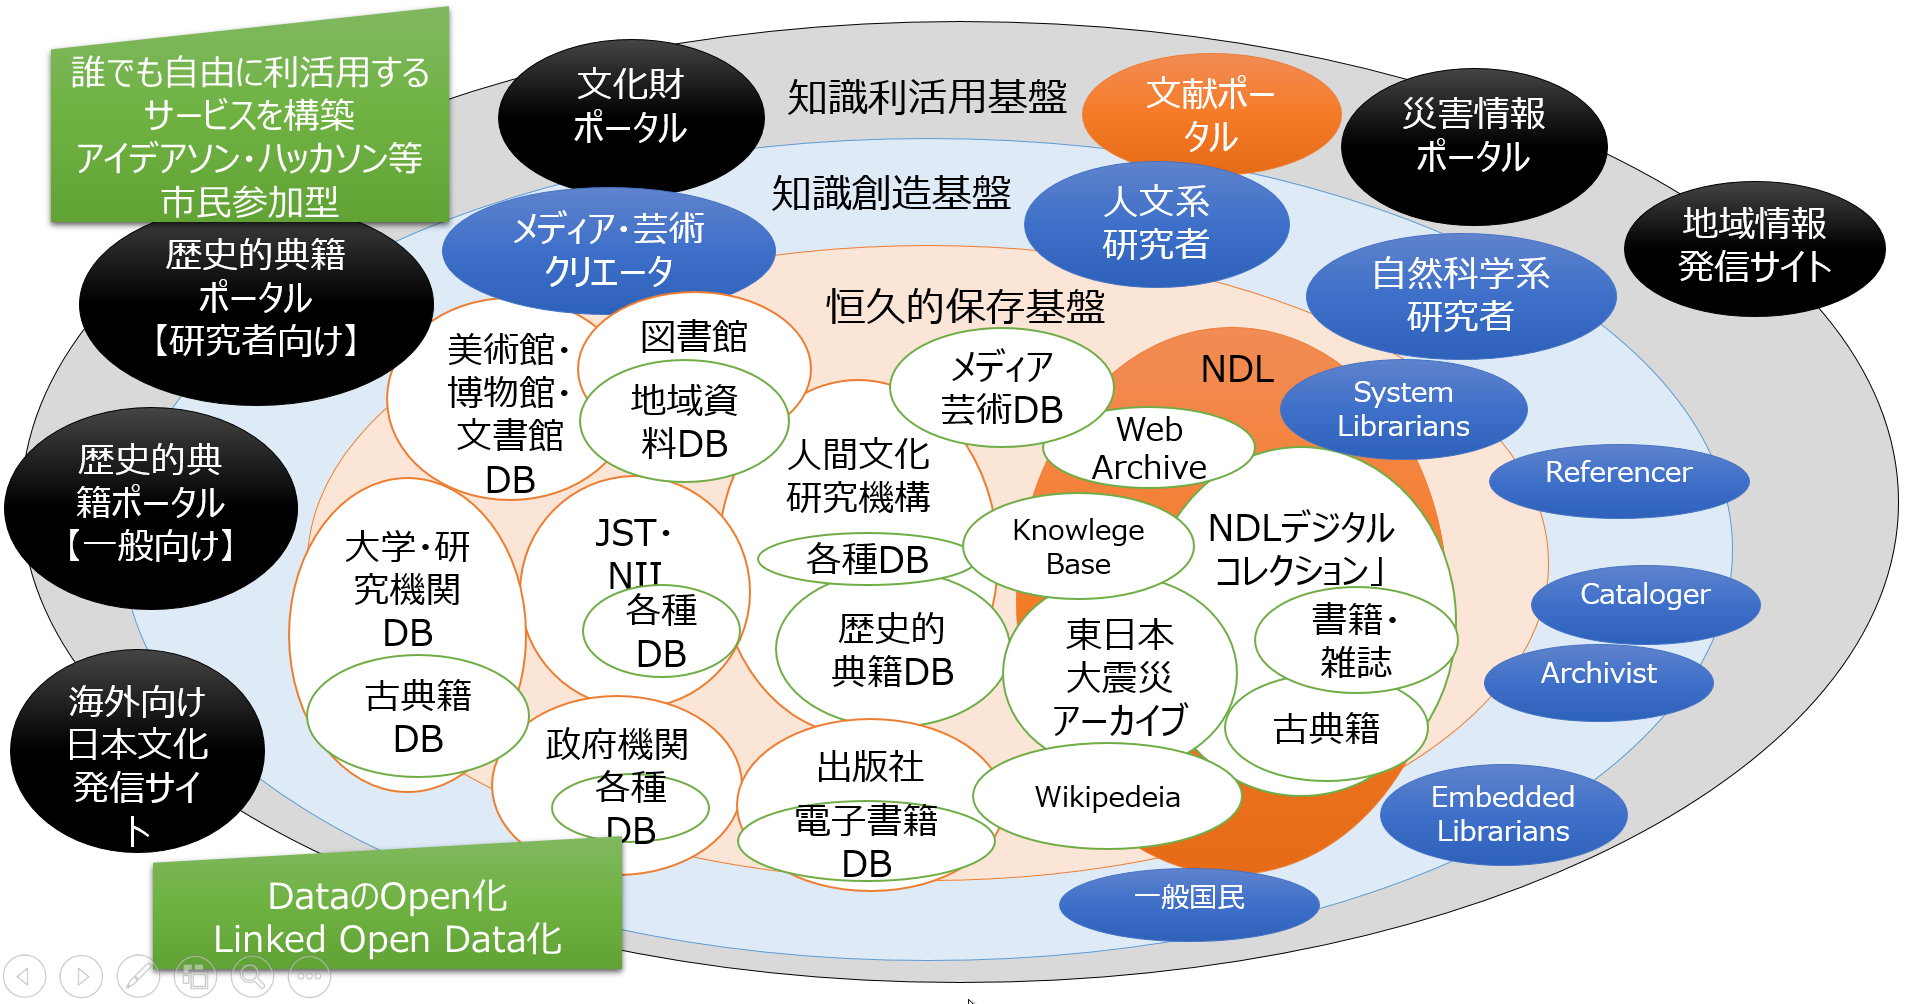 誰でも自由に利活用する
サービスを構築
アイデアソン・ハッカソン等
市民参加型
文化財
ポータル
知識利活用基盤
文献ポー
タル
災害情報
ポータル
地域情報
発信サイト
歴史的典籍
ポータル
【研究者向け】
メディア・芸術
クリエータ
知識創造基盤
人文系
研究者
自然科学系
研究者
恒久的保存基盤
美術館・
博物館・
文書館
DB
図書館
地域資
料DB
メディア
芸術DB
NDL
System
Librarians
Web
Archive
Referencer
歴史的典
籍ポータル
【一般向け】
大学・研
究機関
DB
古典籍
DB
JST・
NII
各種
DB
人間文化
研究機構
各種DB
歴史的
典籍DB
Knowlege
Base
NDLデジタル
コレクション」
書籍・
雑誌
古典籍
東日本
大震災
アーカイブ
Cataloger
Archivist
海外向け
日本文化
発信サイ
ト
政府機関
各種
DB
出版社
電子書籍
DB
Wikipedeia
Embedded
Librarians
一般国民
DataのOpen化
Linked Open Data化